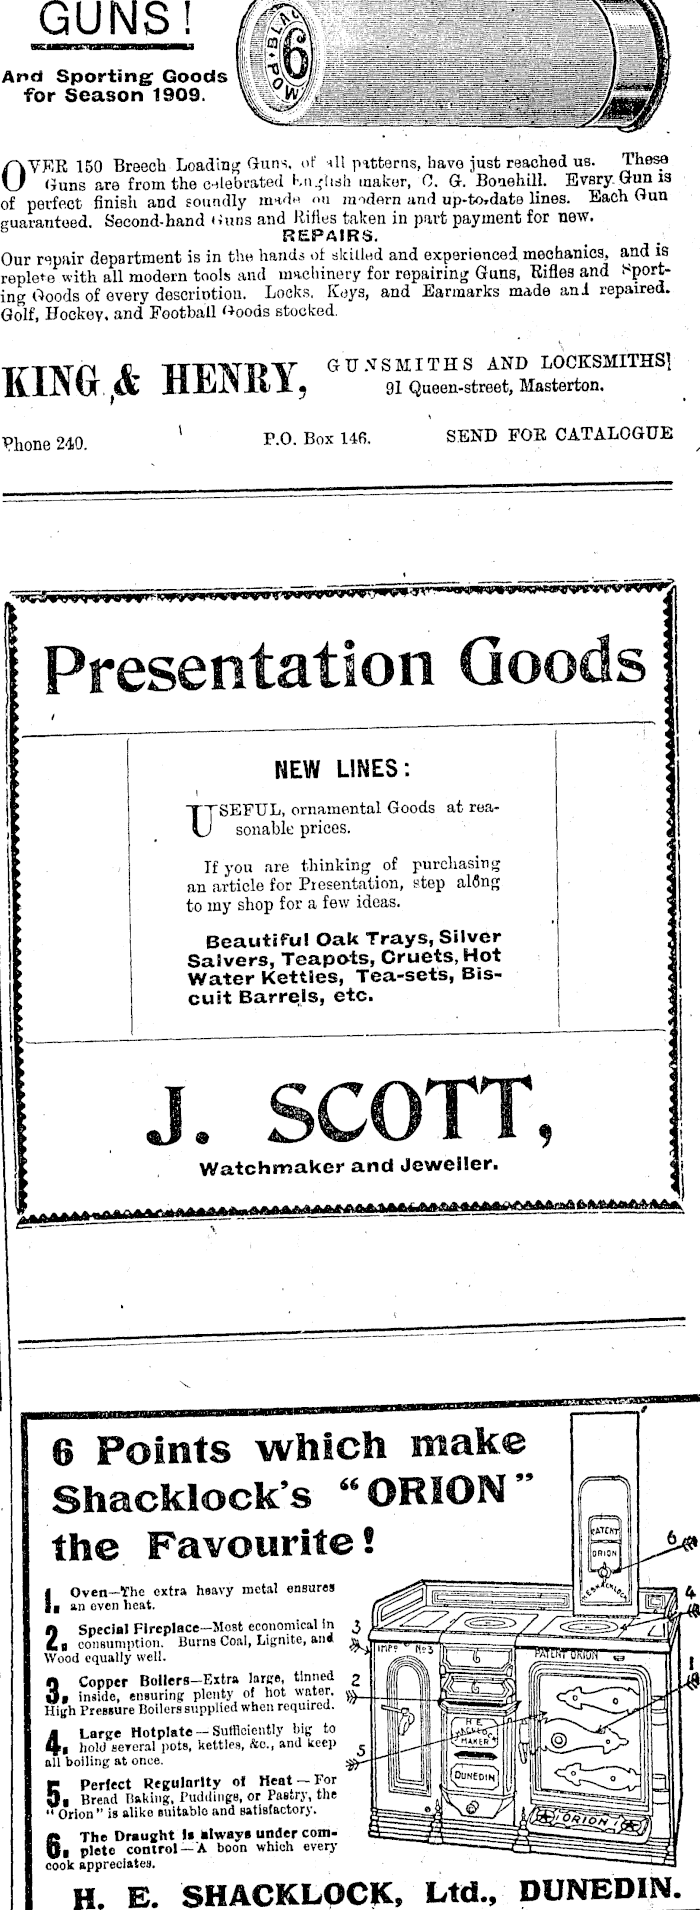 GUNS!
And Sporting Goods
for Season 1909.
BLACK
6
OVER 150 Breech Loading Guns, of all patterns, have just reached us. These
Guns are from the celebrated English maker, C. G. Bonehill. Every Gun is
of perfect finish and soundly made on modern and up-to-date lines. Each Gun
guaranteed. Second-hand Guns and Rifles taken in part payment for new.
REPAIRS.
Our repair department is in the hands of skilled and experienced mechanics, and is
replete with all modern tools and machinery for repairing Guns, Rifles and Sport-
ing Goods of every description. Locks, Keys, and Earmarks made and repaired.
Golf, Hockey, and Football Goods stocked.
KING & HENRY, GUNSMITHS AND LOCKSMITHS
91 Queen-street, Masterton.
Phone 240. P.O. Box 146. SEND FOR CATALOGUE
Presentation Goods
NEW LINES:
USEFUL, ornamental Goods at rea-
sonable prices.
If you are thinking of purchasing
an article for Presentation, step along
to my shop for a few ideas.
Beautiful Oak Trays, Silver
Salvers, Teapots, Cruets, Hot
Water Kettles, Tea-sets, Bis-
cuit Barrels, etc.
J. SCOTT,
Watchmaker and Jeweller.
6 Points which make
Shacklock's "ORION"
the Favourite!
1. Oven—The extra heavy metal ensures
an even heat.
2. Special Fireplace—Most economical in
consumption. Burns Coal, Lignite, and
Wood equally well.
3. Copper Boilers—Extra large, tinned
inside, ensuring plenty of hot water.
High Pressure Boilers supplied when required.
4. Large Hotplate—Sufficiently big to
hold several pots, kettles, &c., and keep
all boiling at once.
5. Perfect Regularity of Heat—For
Bread Baking, Puddings, or Pastry, the
"Orion" is alike suitable and satisfactory.
6. The Draught is always under com-
plete control—A boon which every
cook appreciates.
PATENT
ORION
H.E. SHACKLOCK
6
4
3
1
2
5
IMPD No 3
PATENT ORION
H. E.
SHACKLOCK
MAKER
DUNEDIN
ORION
H. E. SHACKLOCK, Ltd., DUNEDIN.